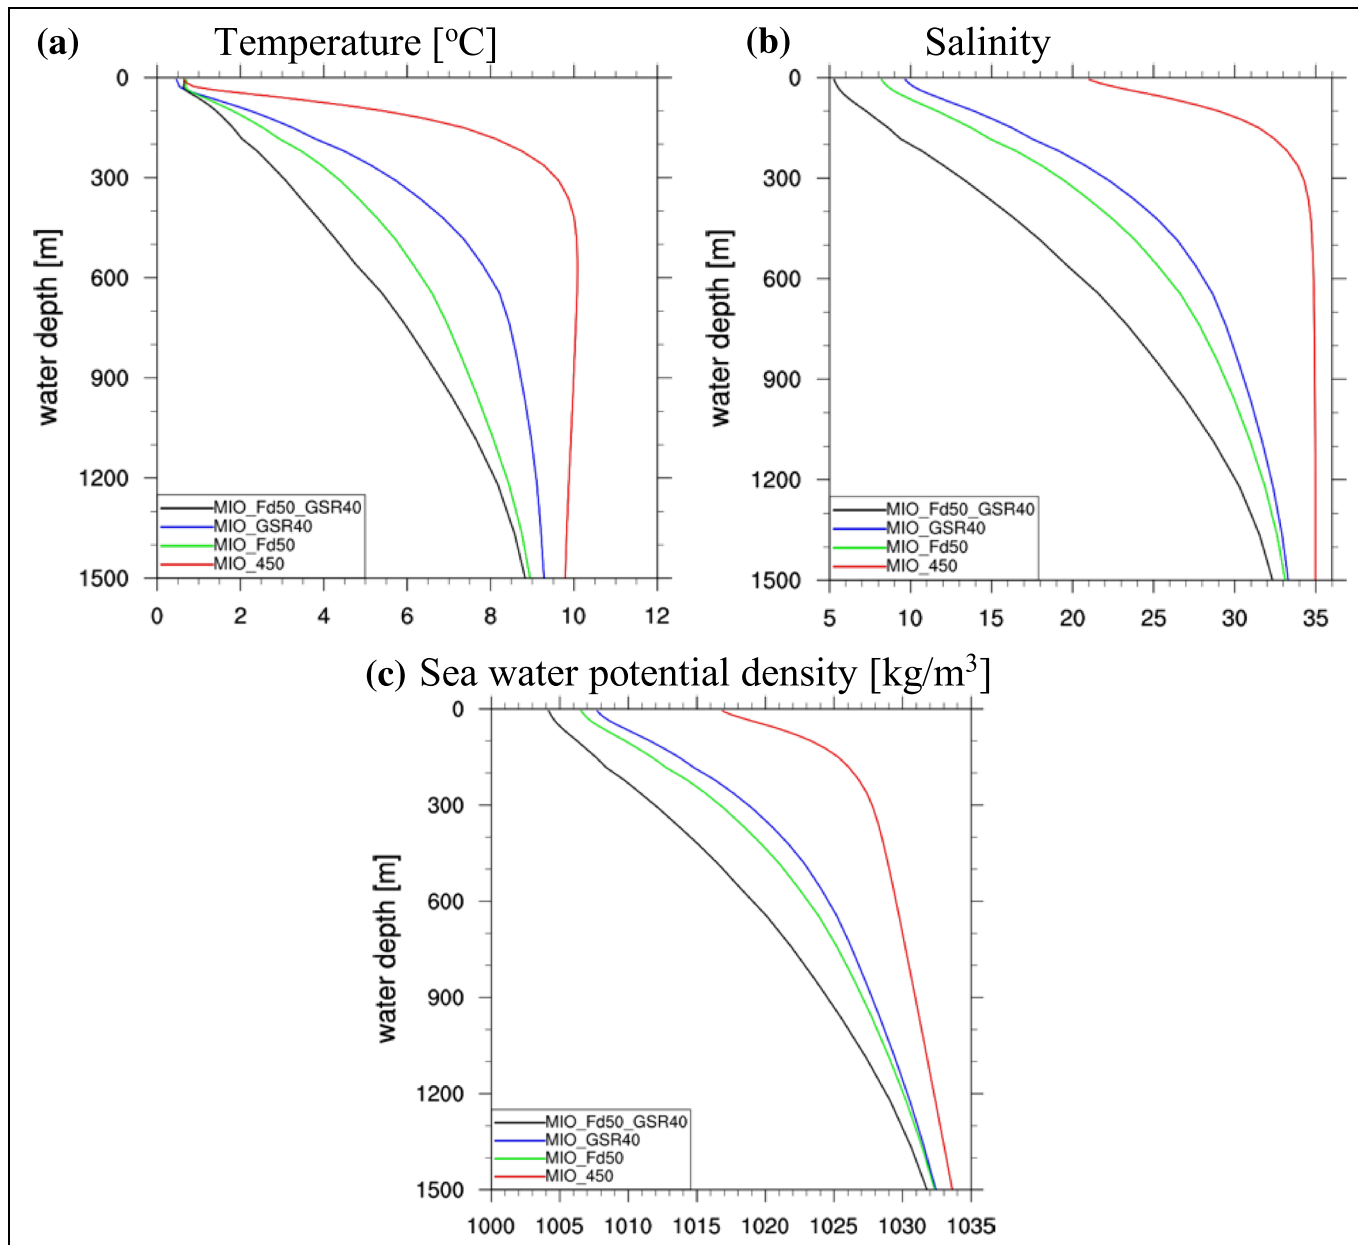 (a) Temperature [ºC]
0
300
600
900
1200
1500
water depth [m]
MIO_Fd50_GSR40
MIO_GSR40
MIO_Fd50
MIO_450
0 2 4 6 8 10 12
(b) Salinity
0
300
600
900
1200
1500
water depth [m]
MIO_Fd50_GSR40
MIO_GSR40
MIO_Fd50
MIO_450
5 10 15 20 25 30 35
(c) Sea water potential density [kg/m³]
0
300
600
900
1200
1500
water depth [m]
MIO_Fd50_GSR40
MIO_GSR40
MIO_Fd50
MIO_450
1000 1005 1010 1015 1020 1025 1030 1035